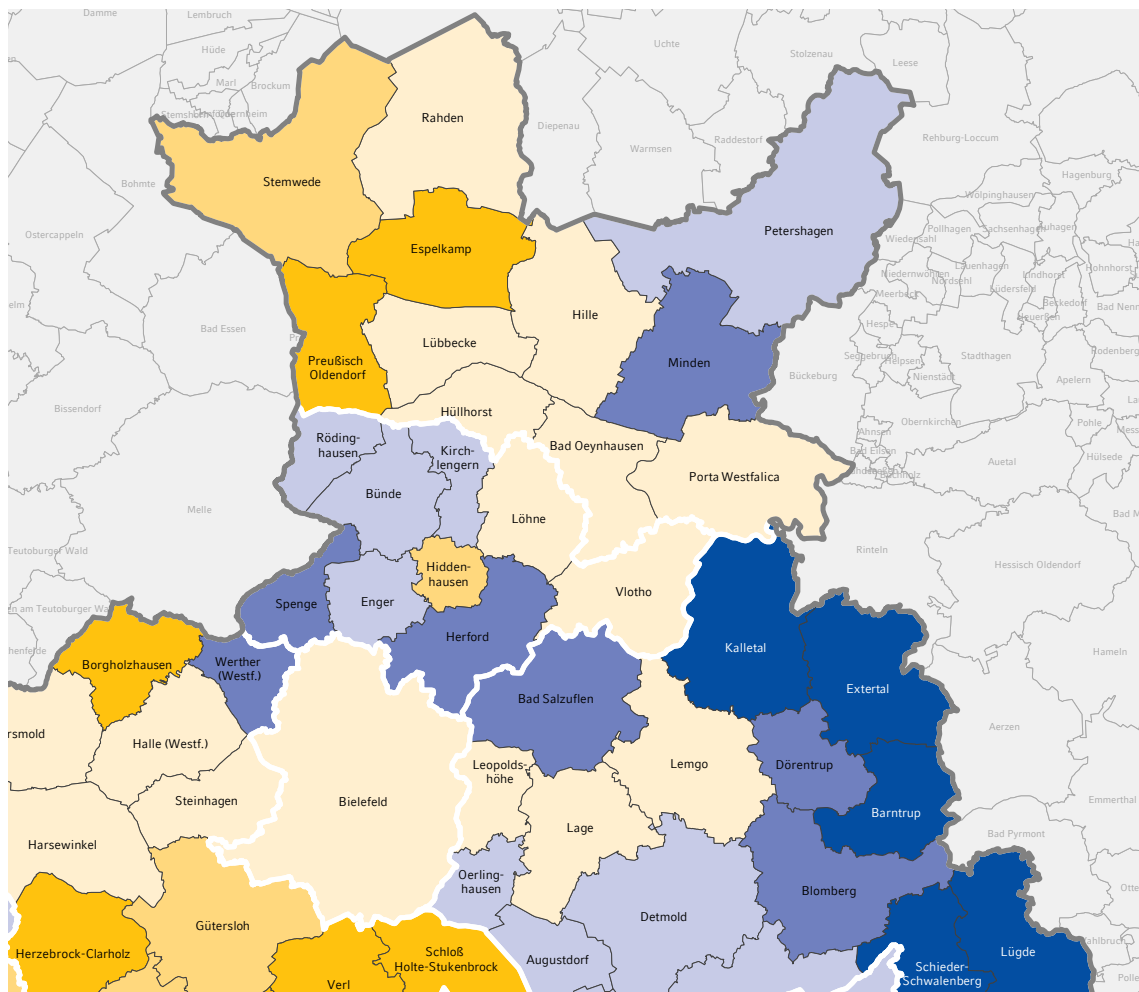 Damme
Lembruch
Hüde
Uchte
Stolzenau
Leese
Marl
Brockum
Rahden
Diepenau
Warmsen
Raddestorf
Rehburg-Loccum
Hagenburg
Bohmte
Stemwede
Wölpinghausen
Ostercappeln
Espelkamp
Petershagen
Wiedensahl
Pollhagen
Sachsenhagen
Niedernwöhren
Lauenhagen
Nordsehl
Lindhorst
Lüdersfeld
Meerbeck
Beckedorf
Heuerßen
Bad Essen
Hille
Hespe
Lübbecke
Preußisch
Oldendorf
Minden
Seggebruch
Helpsen
Stadthagen
Nienstädt
Bückeburg
Apelern
Bissendorf
Hüllhorst
Bad Oeynhausen
Obernkirchen
Pohle
Ahnsen
Bad Eilsen
Buchholz
Auetal
Hülsede
Röding-
hausen
Kirch-
lengern
Porta Westfalica
Bünde
Löhne
Melle
Teutoburger Wald
Rinteln
Hessisch Oldendorf
Hidden-
hausen
Spenge
Enger
Vlotho
Herford
Kalletal
Hameln
Borgholzhausen
Werther
(Westf.)
Bad Salzuflen
Extertal
Aerzen
rsmold
Halle (Westf.)
Leopolds-
höhe
Lemgo
Dörentrup
Steinhagen
Bielefeld
Emmerthal
Barntrup
Lage
Bad Pyrmont
Harsewinkel
Oerling-
hausen
Blomberg
Detmold
Gütersloh
Herzebrock-Clarholz
Schloß
Holte-Stukenbrock
Augustdorf
Lügde
Schieder-
Schwalenberg
Verl